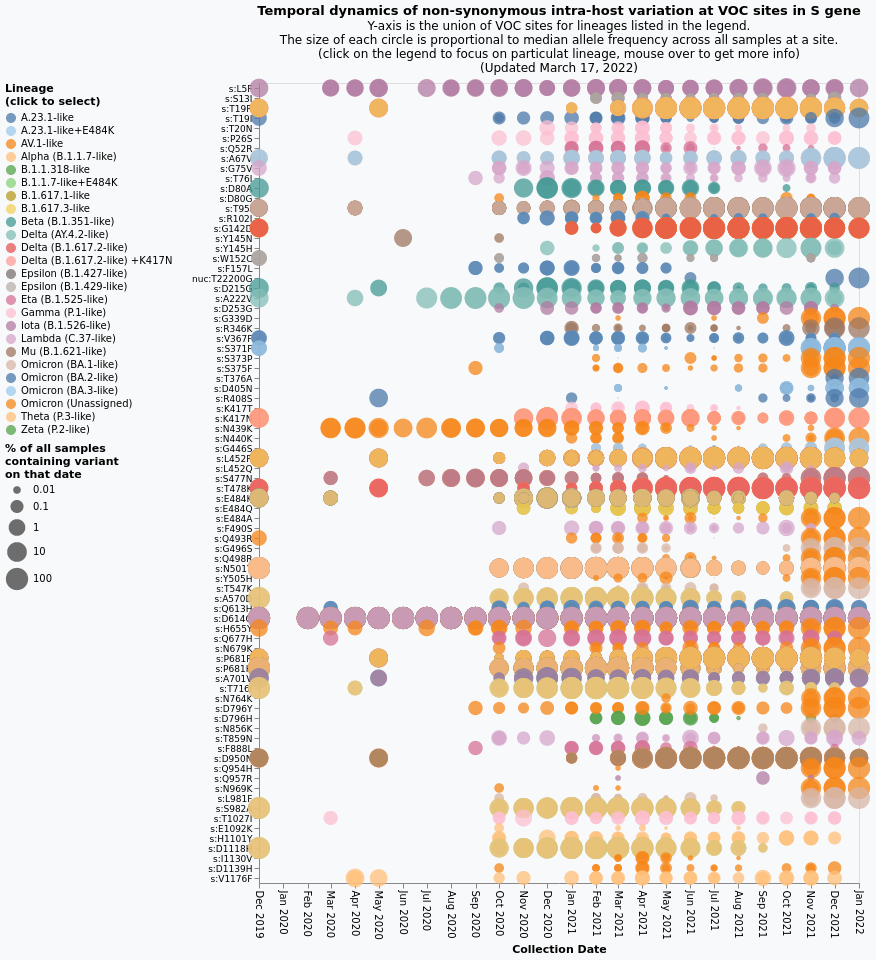 Temporal dynamics of non-synonymous intra-host variation at VOC sites in S gene
Y-axis is the union of VOC sites for lineages listed in the legend.
The size of each circle is proportional to median allele frequency across all samples at a site.
(click on the legend to focus on particulat lineage, mouse over to get more info)
(Updated March 17, 2022)
Lineage
(click to select)
A.23.1-like
A.23.1-like+E484K
AV.1-like
Alpha (B.1.1.7-like)
B.1.1.318-like
B.1.1.7-like+E484K
B.1.617.1-like
B.1.617.3-like
Beta (B.1.351-like)
Delta (AY.4.2-like)
Delta (B.1.617.2-like)
Delta (B.1.617.2-like) +K417N
Epsilon (B.1.427-like)
Epsilon (B.1.429-like)
Eta (B.1.525-like)
Gamma (P.1-like)
Iota (B.1.526-like)
Lambda (C.37-like)
Mu (B.1.621-like)
Omicron (BA.1-like)
Omicron (BA.2-like)
Omicron (BA.3-like)
Omicron (Unassigned)
Theta (P.3-like)
Zeta (P.2-like)
% of all samples
containing variant
on that date
0.01
0.1
1
10
100
s:L5F
s:S13I
s:T19R
s:T19I
s:T20N
s:P26S
s:Q52R
s:A67V
s:G75V
s:T76I
s:D80A
s:D80G
s:T95I
s:R102I
s:G142D
s:Y145N
s:Y145H
s:W152C
s:F157L
nuc:T22200G
s:D215G
s:A222V
s:D253G
s:G339D
s:R346K
s:V367F
s:S371F
s:S373P
s:S375F
s:T376A
s:D405N
s:R408S
s:K417T
s:K417N
s:N439K
s:N440K
s:G446S
s:L452R
s:L452Q
s:S477N
s:T478K
s:E484K
s:E484Q
s:E484A
s:F490S
s:Q493R
s:G496S
s:Q498R
s:N501Y
s:Y505H
s:T547K
s:A570D
s:Q613H
s:D614G
s:H655Y
s:Q677H
s:N679K
s:P681R
s:P681H
s:A701V
s:T716I
s:N764K
s:D796Y
s:D796H
s:N856K
s:T859N
s:F888L
s:D950N
s:Q954H
s:Q957R
s:N969K
s:L981F
s:S982A
s:T1027I
s:E1092K
s:H1101Y
s:D1118H
s:I1130V
s:D1139H
s:V1176F
Dec 2019
Jan 2020
Feb 2020
Mar 2020
Apr 2020
May 2020
Jun 2020
Jul 2020
Aug 2020
Sep 2020
Oct 2020
Nov 2020
Dec 2020
Jan 2021
Feb 2021
Mar 2021
Apr 2021
May 2021
Jun 2021
Jul 2021
Aug 2021
Sep 2021
Oct 2021
Nov 2021
Dec 2021
Jan 2022
Collection Date